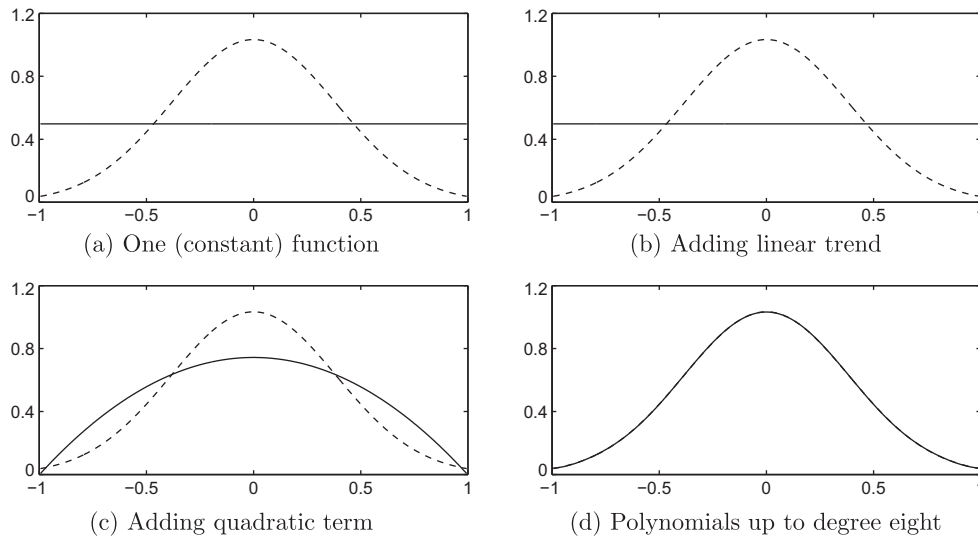 1.2
0.8
0.4
0
−1 −0.5 0 0.5 1
(a) One (constant) function
1.2
0.8
0.4
0
−1 −0.5 0 0.5 1
(b) Adding linear trend
1.2
0.8
0.4
0
−1 −0.5 0 0.5 1
(c) Adding quadratic term
1.2
0.8
0.4
0
−1 −0.5 0 0.5 1
(d) Polynomials up to degree eight